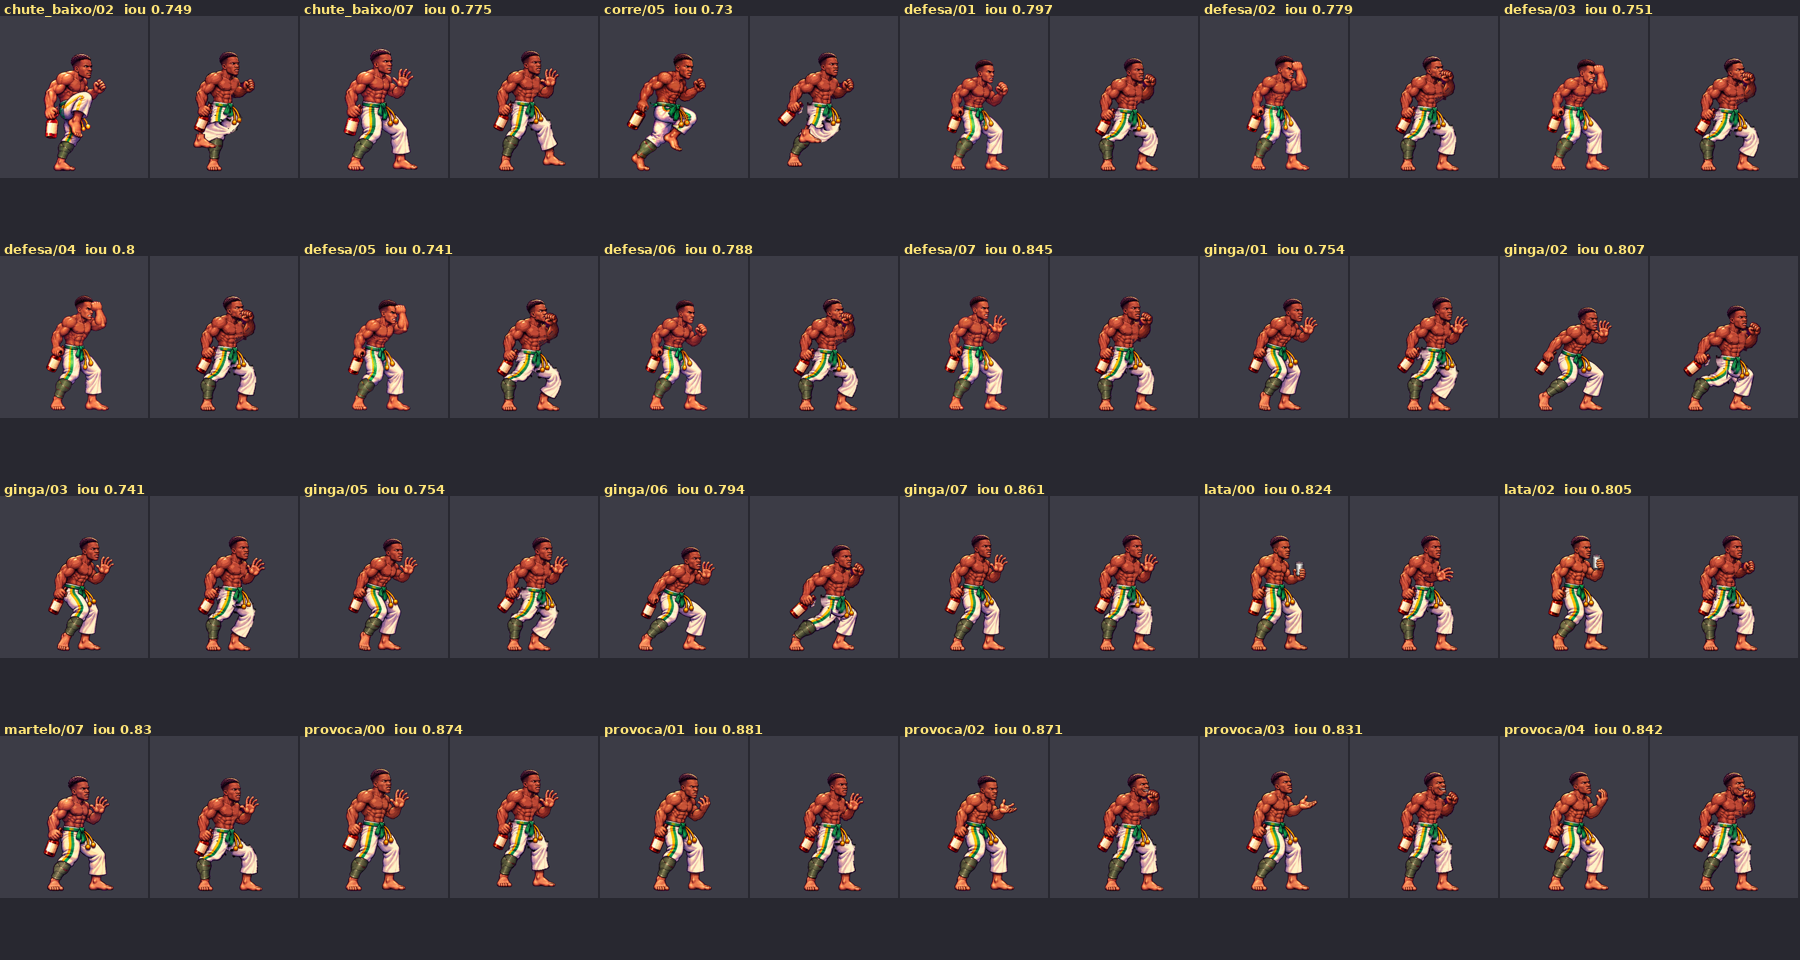 chute_baixo/02 iou 0.749
chute_baixo/07 iou 0.775
corre/05 iou 0.73
defesa/01 iou 0.797
defesa/02 iou 0.779
defesa/03 iou 0.751
defesa/04 iou 0.8
defesa/05 iou 0.741
defesa/06 iou 0.788
defesa/07 iou 0.845
ginga/01 iou 0.754
ginga/02 iou 0.807
ginga/03 iou 0.741
ginga/05 iou 0.754
ginga/06 iou 0.794
ginga/07 iou 0.861
lata/00 iou 0.824
lata/02 iou 0.805
martelo/07 iou 0.83
provoca/00 iou 0.874
provoca/01 iou 0.881
provoca/02 iou 0.871
provoca/03 iou 0.831
provoca/04 iou 0.842